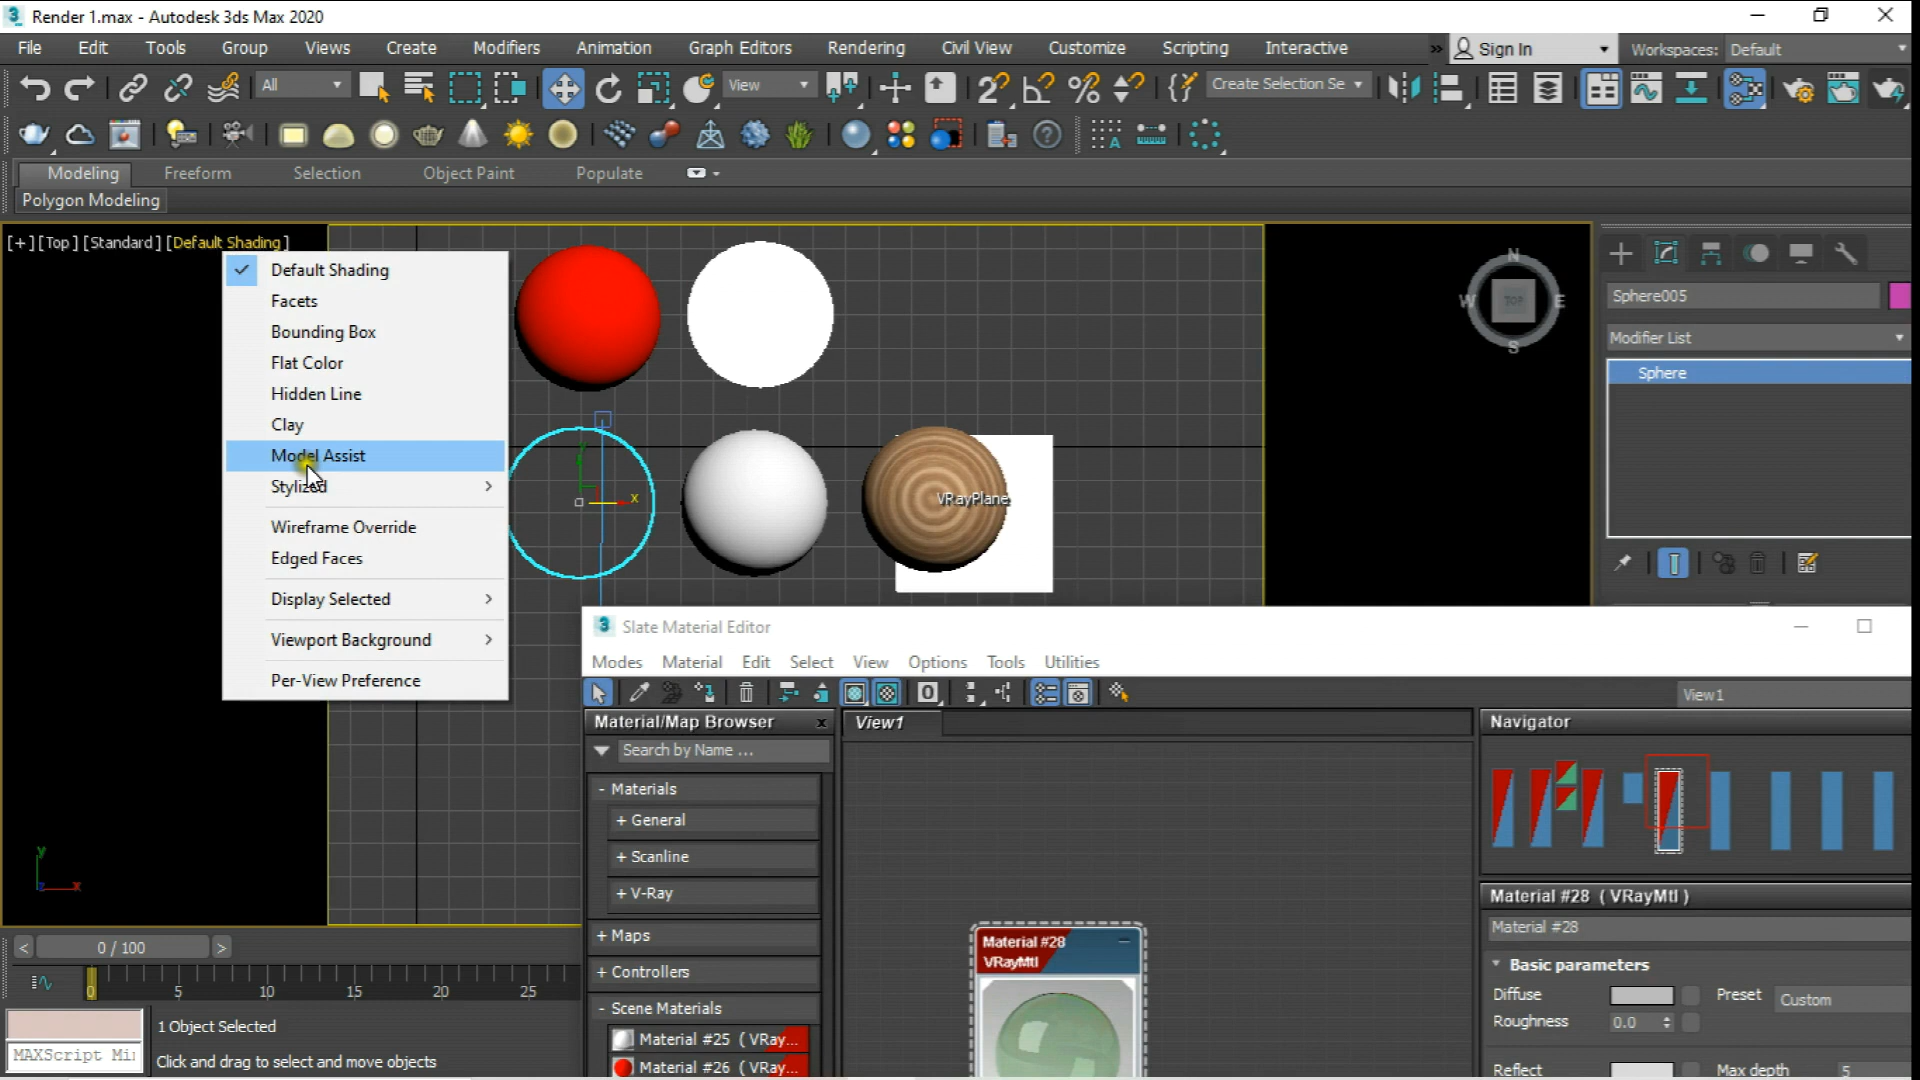 Render 1.max - Autodesk 3ds Max 2020
File Edit Tools Group Views Create Modifiers Animation Graph Editors Rendering Civil View Customize Scripting Interactive
Sign In
Workspaces: Default
All
View
Create Selection Se
Modeling Freeform Selection Object Paint Populate
Polygon Modeling
[+] [Top ] [Standard ] [Default Shading ]
Default Shading
Facets
Bounding Box
Flat Color
Hidden Line
Clay
Model Assist
Stylized
Wireframe Override
Edged Faces
Display Selected
Viewport Background
Per-View Preference
x
VRayPlane
N
W TOP E
S
Sphere005
Modifier List
Sphere
Slate Material Editor
Modes Material Edit Select View Options Tools Utilities
View1
Material/Map Browser x
View1
Navigator
Search by Name ...
- Materials
+ General
+ Scanline
+ V-Ray
+ Maps
+ Controllers
- Scene Materials
Material #25 ( VRay...
Material #26 ( VRay...
Material #28
VRayMtl
Material #28 ( VRayMtl )
Material #28
Basic parameters
Diffuse
Preset Custom
Roughness 0.0
Reflect
Max depth 5
y
z x
< 0 / 100 >
0 5 10 15 20 25
1 Object Selected
MAXScript Mi
Click and drag to select and move objects